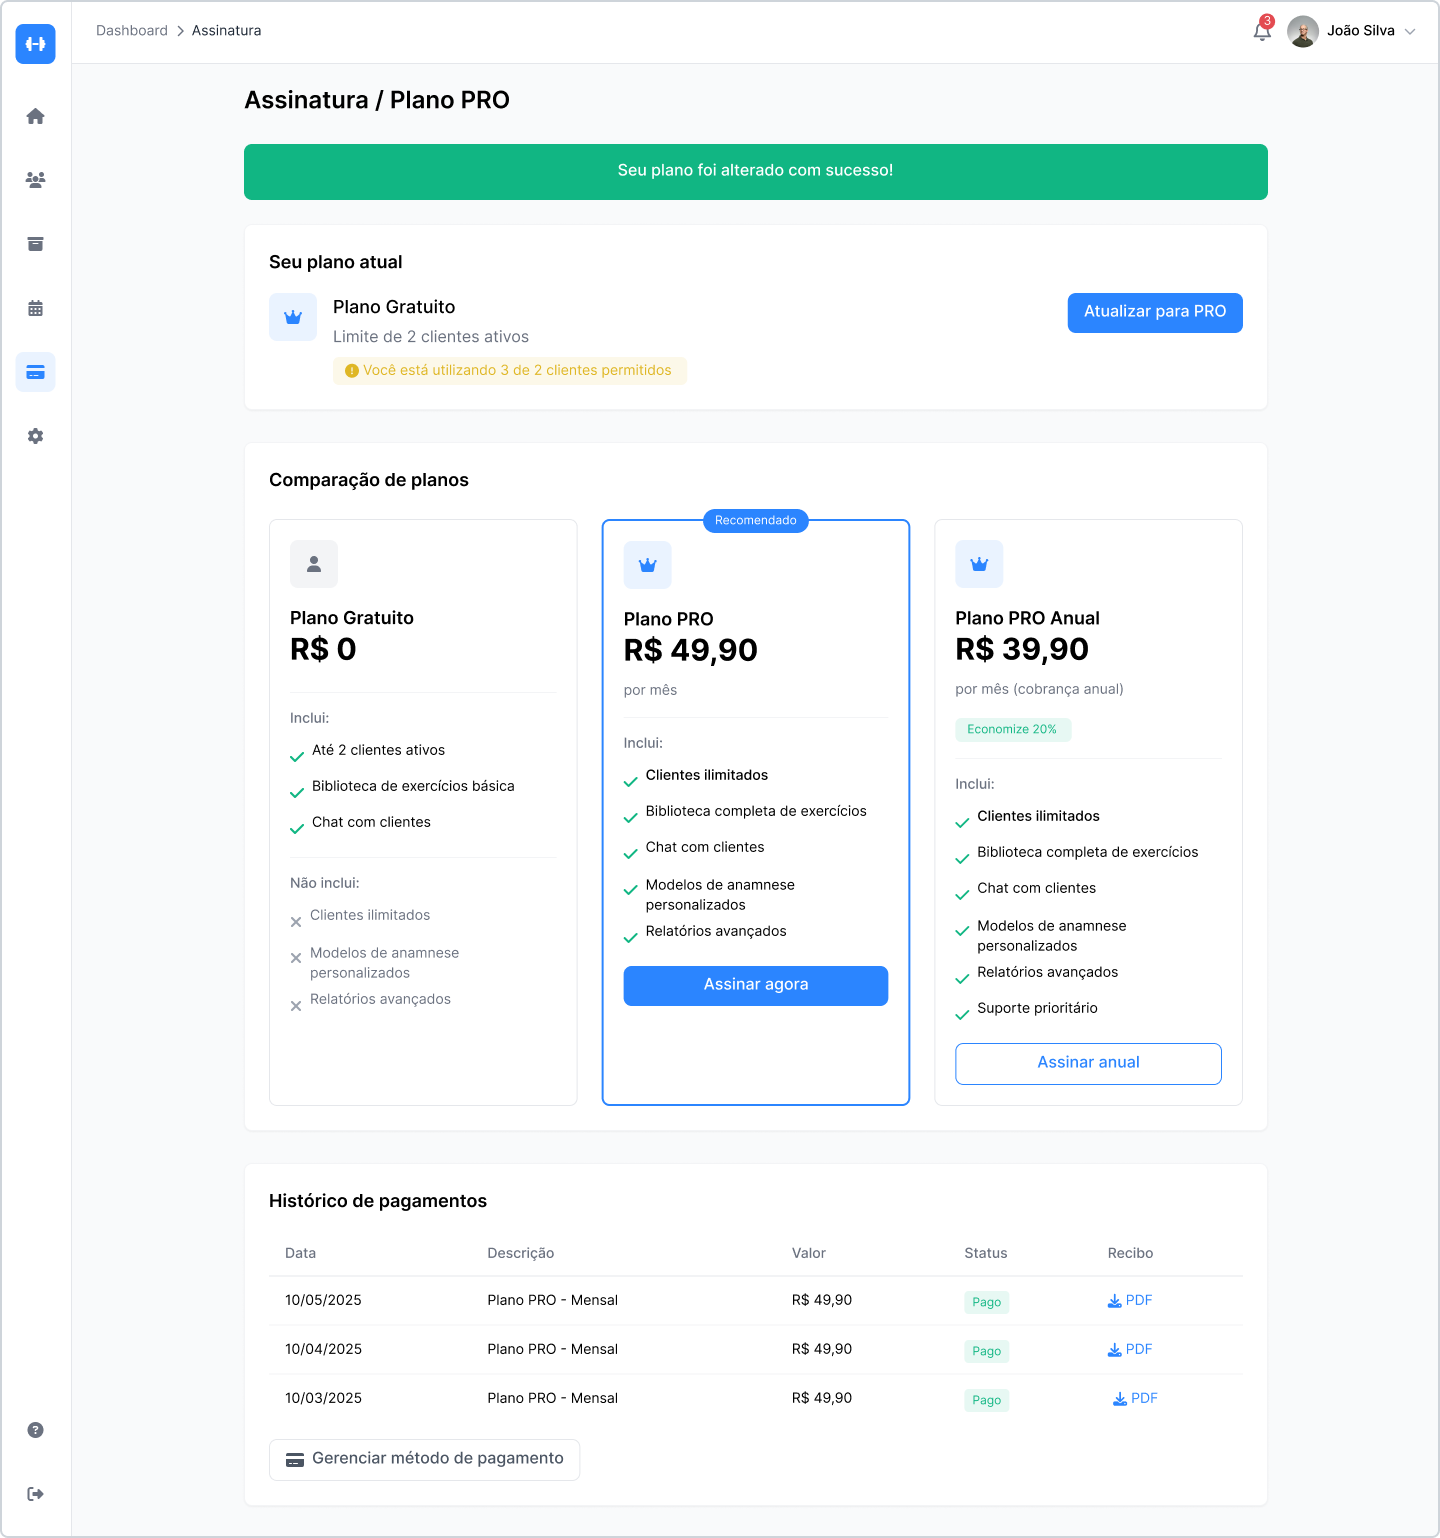 Dashboard > Assinatura
3
João Silva
Assinatura / Plano PRO
Seu plano foi alterado com sucesso!
Seu plano atual
Plano Gratuito
Limite de 2 clientes ativos
Você está utilizando 3 de 2 clientes permitidos
Atualizar para PRO
Comparação de planos
Plano Gratuito
R$ 0
Inclui:
Até 2 clientes ativos
Biblioteca de exercícios básica
Chat com clientes
Não inclui:
Clientes ilimitados
Modelos de anamnese
personalizados
Relatórios avançados
Recomendado
Plano PRO
R$ 49,90
por mês
Inclui:
Clientes ilimitados
Biblioteca completa de exercícios
Chat com clientes
Modelos de anamnese
personalizados
Relatórios avançados
Assinar agora
Plano PRO Anual
R$ 39,90
por mês (cobrança anual)
Economize 20%
Inclui:
Clientes ilimitados
Biblioteca completa de exercícios
Chat com clientes
Modelos de anamnese
personalizados
Relatórios avançados
Suporte prioritário
Assinar anual
Histórico de pagamentos
Data Descrição Valor Status Recibo
10/05/2025 Plano PRO - Mensal R$ 49,90 Pago PDF
10/04/2025 Plano PRO - Mensal R$ 49,90 Pago PDF
10/03/2025 Plano PRO - Mensal R$ 49,90 Pago PDF
Gerenciar método de pagamento